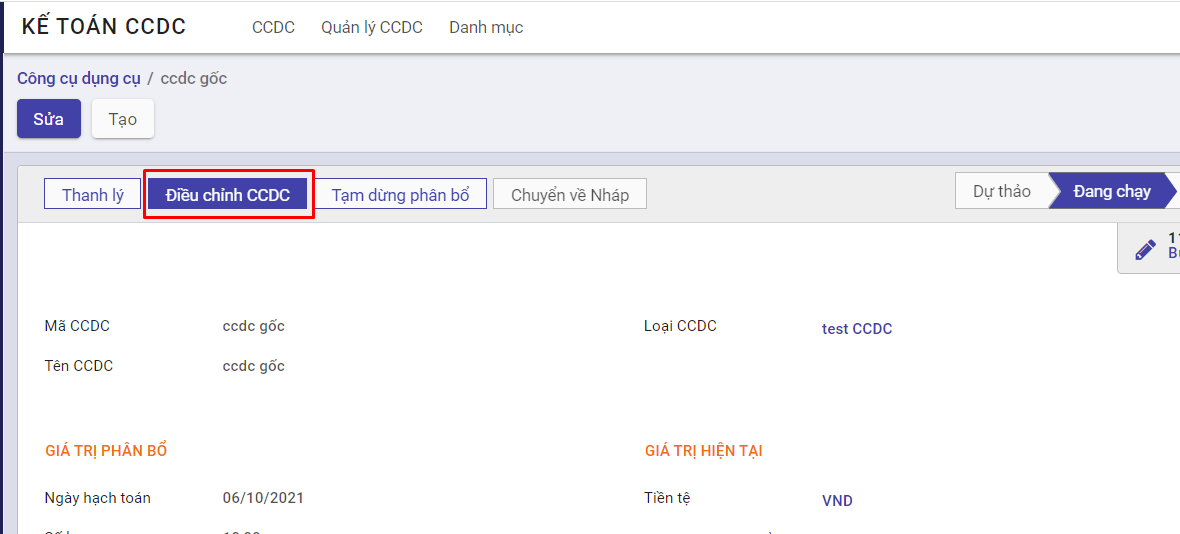 KẾ TOÁN CCDC CCDC Quản lý CCDC Danh mục
Công cụ dụng cụ / ccdc gốc
Sửa Tạo
Thanh lý Điều chỉnh CCDC Tạm dừng phân bổ Chuyển về Nháp Dự thảo Đang chạy
Mã CCDC ccdc gốc Loại CCDC test CCDC
Tên CCDC ccdc gốc
GIÁ TRỊ PHÂN BỔ GIÁ TRỊ HIỆN TẠI
Ngày hạch toán 06/10/2021 Tiền tệ VND